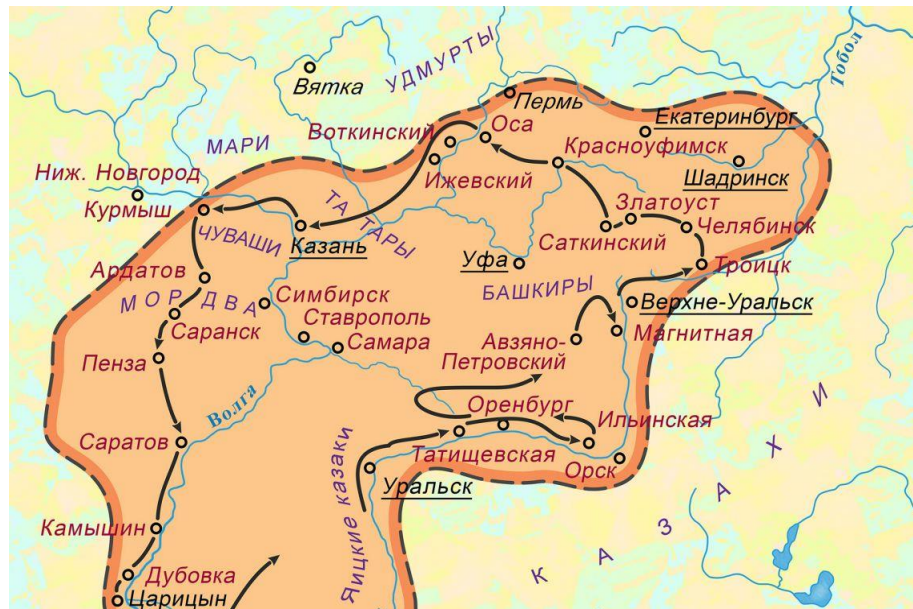 Тобол
УДМУРТЫ
Вятка
Пермь
Оса
Екатеринбург
Воткинский
МАРИ
Красноуфимск
Ниж. Новгород
Ижевский
Шадринск
Курмыш
ТАТАРЫ
Златоуст
ЧУВАШИ
Казань
Саткинский
Челябинск
Уфа
Троицк
Ардатов
БАШКИРЫ
МОРДВА
Симбирск
Верхне-Уральск
Саранск
Ставрополь
Магнитная
Пенза
Самара
Авзяно-
Петровский
Волга
Оренбург
Ильинская
Саратов
Татищевская
Орск
Уральск
Яицкие казаки
КАЗАХИ
Камышин
Дубовка
Царицын